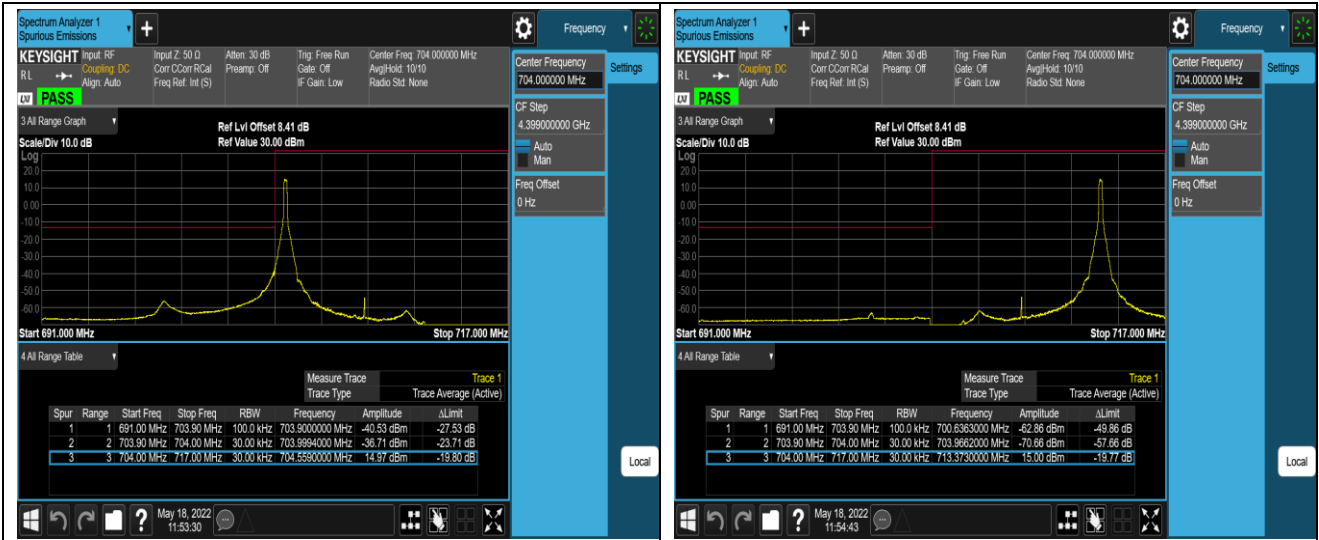 Spectrum Analyzer 1
Spurious Emissions
Frequency
KEYSIGHT Input: RF
Coupling: DC
Align: Auto
RL
LXI PASS
Input Z: 50 Ω
Corr CCorr RCal
Freq Ref: Int (S)
Atten: 30 dB
Preamp: Off
Trig: Free Run
Gate: Off
IF Gain: Low
Center Freq: 704.000000 MHz
Avg|Hold: 10/10
Radio Std: None
Center Frequency
704.000000 MHz
Settings
CF Step
4.399000000 GHz
Auto
Man
Freq Offset
0 Hz
3 All Range Graph
Ref Lvl Offset 8.41 dB
Scale/Div 10.0 dB
Ref Value 30.00 dBm
Log
20.0
10.0
0.00
-10.0
-20.0
-30.0
-40.0
-50.0
-60.0
Start 691.000 MHz
Stop 717.000 MHz
4 All Range Table
Measure Trace Trace 1
Trace Type Trace Average (Active)
Spur Range Start Freq Stop Freq RBW Frequency Amplitude ΔLimit
1 1 691.00 MHz 703.90 MHz 100.0 kHz 703.9000000 MHz -40.53 dBm -27.53 dB
2 2 703.90 MHz 704.00 MHz 30.00 kHz 703.9994000 MHz -36.71 dBm -23.71 dB
3 3 704.00 MHz 717.00 MHz 30.00 kHz 704.5590000 MHz 14.97 dBm -19.80 dB
Local
?
May 18, 2022
11:53:30
Spectrum Analyzer 1
Spurious Emissions
Frequency
KEYSIGHT Input: RF
Coupling: DC
Align: Auto
RL
LXI PASS
Input Z: 50 Ω
Corr CCorr RCal
Freq Ref: Int (S)
Atten: 30 dB
Preamp: Off
Trig: Free Run
Gate: Off
IF Gain: Low
Center Freq: 704.000000 MHz
Avg|Hold: 10/10
Radio Std: None
Center Frequency
704.000000 MHz
Settings
CF Step
4.399000000 GHz
Auto
Man
Freq Offset
0 Hz
3 All Range Graph
Ref Lvl Offset 8.41 dB
Scale/Div 10.0 dB
Ref Value 30.00 dBm
Log
20.0
10.0
0.00
-10.0
-20.0
-30.0
-40.0
-50.0
-60.0
Start 691.000 MHz
Stop 717.000 MHz
4 All Range Table
Measure Trace Trace 1
Trace Type Trace Average (Active)
Spur Range Start Freq Stop Freq RBW Frequency Amplitude ΔLimit
1 1 691.00 MHz 703.90 MHz 100.0 kHz 700.6363000 MHz -62.86 dBm -49.86 dB
2 2 703.90 MHz 704.00 MHz 30.00 kHz 703.9662000 MHz -70.66 dBm -57.66 dB
3 3 704.00 MHz 717.00 MHz 30.00 kHz 713.3730000 MHz 15.00 dBm -19.77 dB
Local
?
May 18, 2022
11:54:43